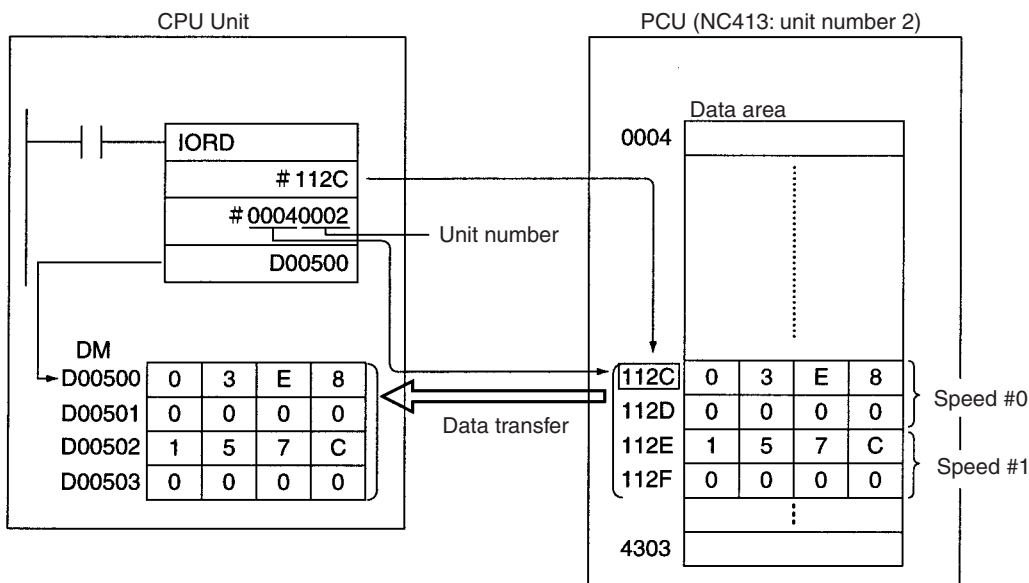 CPU Unit
PCU (NC413: unit number 2)
Data area
0004
IORD
#112C
#00040002
Unit number
D00500
DM
D00500 0 3 E 8
D00501 0 0 0 0
D00502 1 5 7 C
D00503 0 0 0 0
Data transfer
112C 0 3 E 8
112D 0 0 0 0
112E 1 5 7 C
112F 0 0 0 0
Speed #0
Speed #1
4303